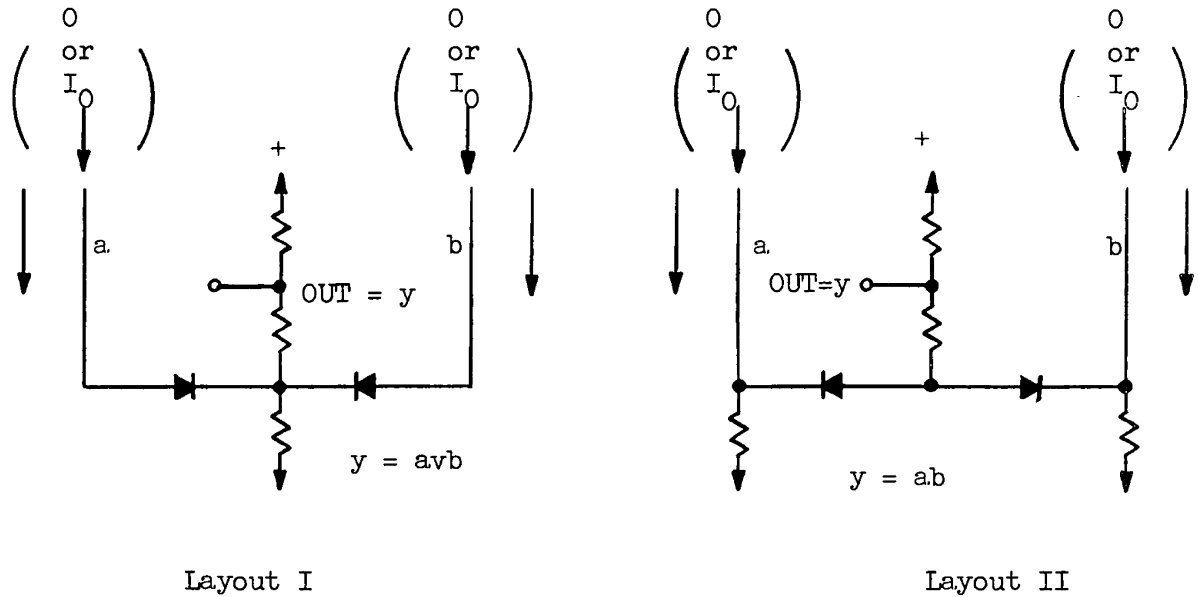 0
or
I0
0
or
I0
+
a
b
OUT = y
y = avb
Layout I
0
or
I0
0
or
I0
+
a
b
OUT=y
y = ab
Layout II